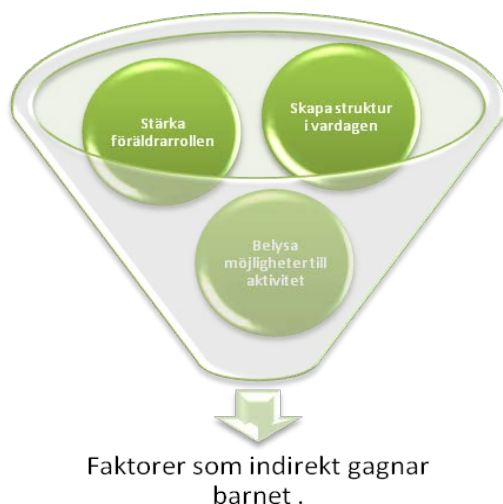 Stärka
föräldrarrollen
Skapa struktur
i vardagen
Belysa
möjligheter till
aktivitet
Faktorer som indirekt gagnar
barnet .